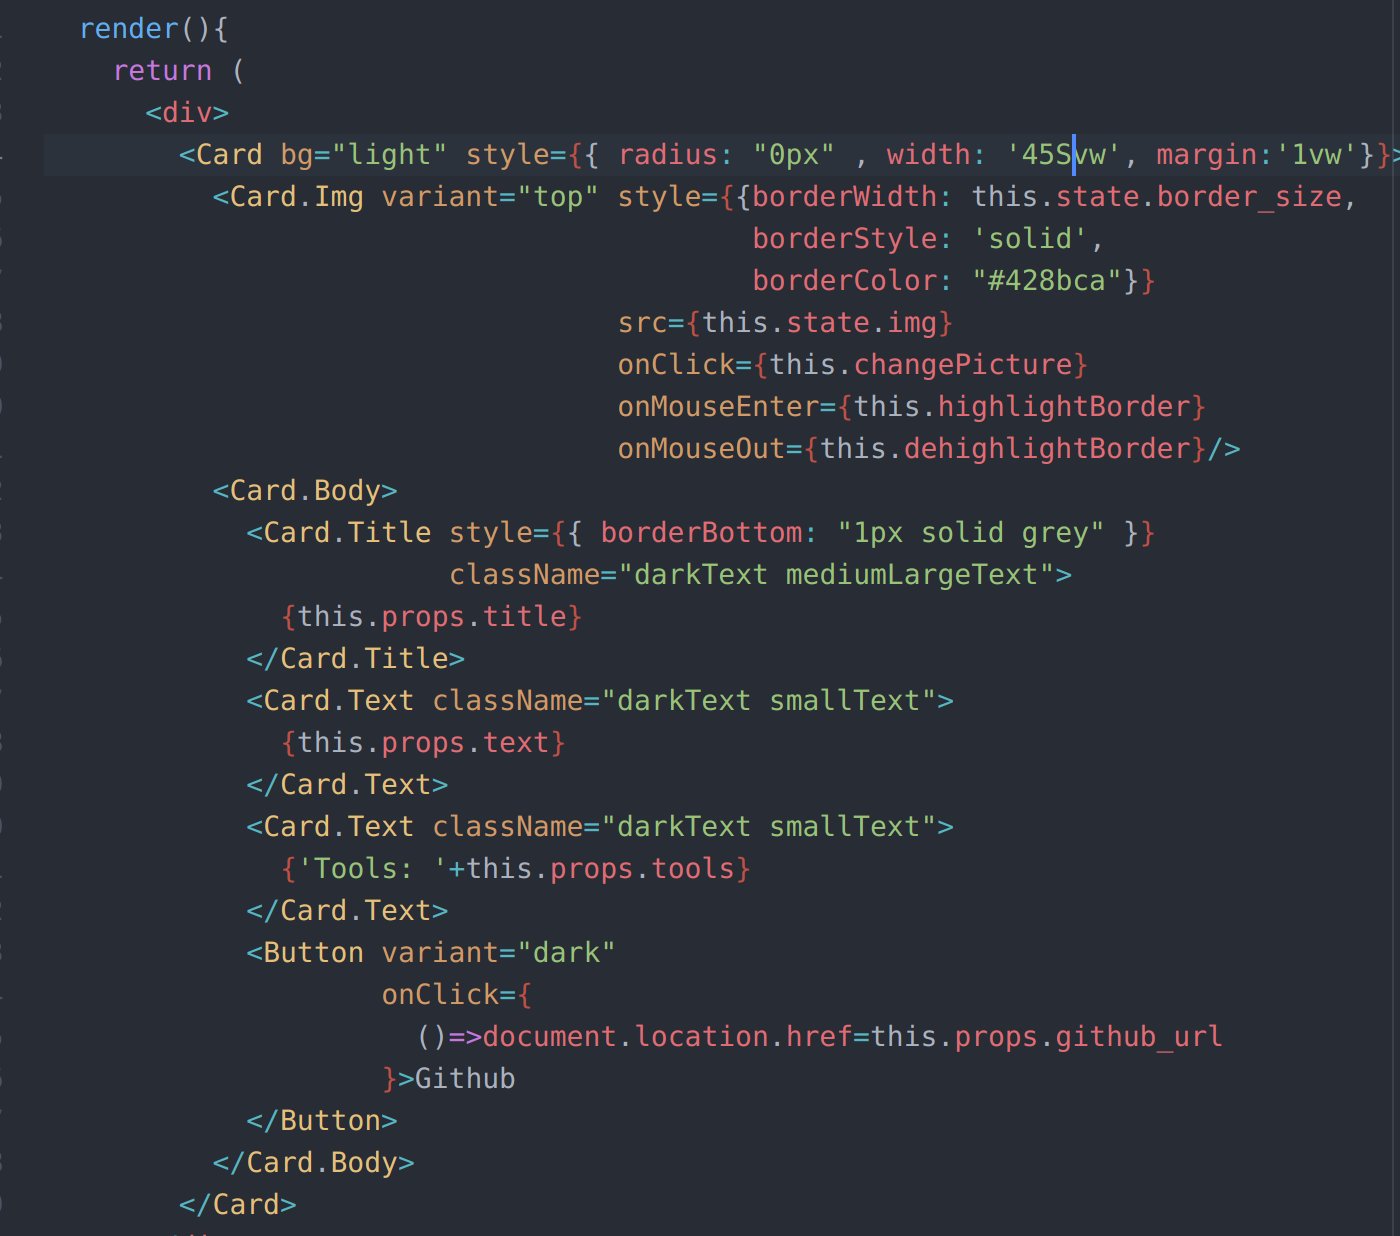 render(){
return (
<div>
<Card bg="light" style={{ radius: "0px" , width: '45Svw', margin:'1vw'}}>
<Card.Img variant="top" style={{borderWidth: this.state.border_size,
borderStyle: 'solid',
borderColor: "#428bca"}}
src={this.state.img}
onClick={this.changePicture}
onMouseEnter={this.highlightBorder}
onMouseOut={this.dehighlightBorder}/>
<Card.Body>
<Card.Title style={{ borderBottom: "1px solid grey" }}
className="darkText mediumLargeText">
{this.props.title}
</Card.Title>
<Card.Text className="darkText smallText">
{this.props.text}
</Card.Text>
<Card.Text className="darkText smallText">
{'Tools: '+this.props.tools}
</Card.Text>
<Button variant="dark"
onClick={
()=>document.location.href=this.props.github_url
}>Github
</Button>
</Card.Body>
</Card>